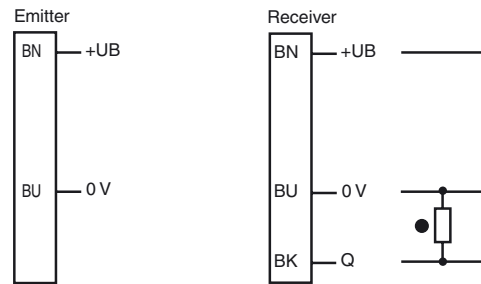 Emitter
BN +UB
BU 0 V
Receiver
BN +UB
BU 0 V
BK Q